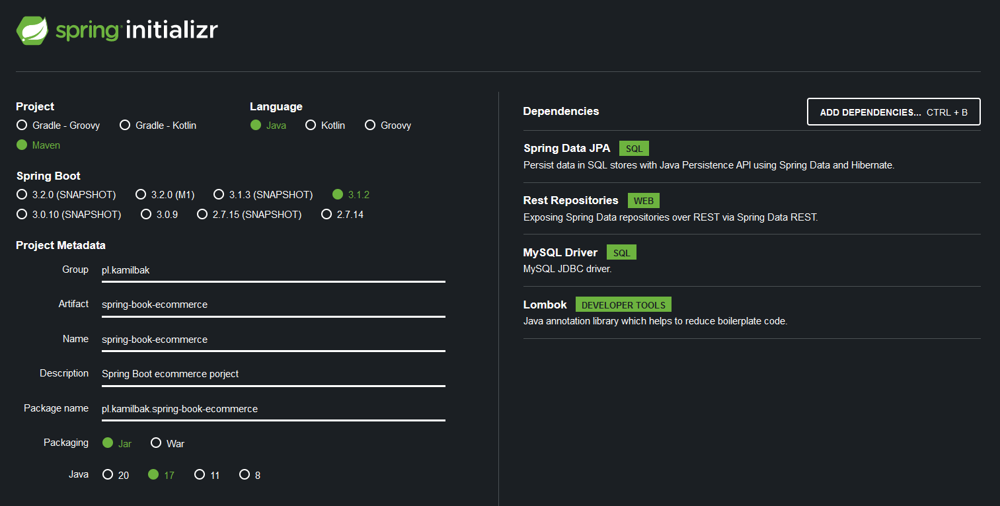 spring initializr
Project
Gradle - Groovy Gradle - Kotlin
Maven
Language
Java Kotlin Groovy
Spring Boot
3.2.0 (SNAPSHOT) 3.2.0 (M1) 3.1.3 (SNAPSHOT) 3.1.2
3.0.10 (SNAPSHOT) 3.0.9 2.7.15 (SNAPSHOT) 2.7.14
Project Metadata
Group pl.kamilbak
Artifact spring-book-ecommerce
Name spring-book-ecommerce
Description Spring Boot ecommerce porject
Package name pl.kamilbak.spring-book-ecommerce
Packaging Jar War
Java 20 17 11 8
Dependencies ADD DEPENDENCIES... CTRL + B
Spring Data JPA SQL
Persist data in SQL stores with Java Persistence API using Spring Data and Hibernate.
Rest Repositories WEB
Exposing Spring Data repositories over REST via Spring Data REST.
MySQL Driver SQL
MySQL JDBC driver.
Lombok DEVELOPER TOOLS
Java annotation library which helps to reduce boilerplate code.